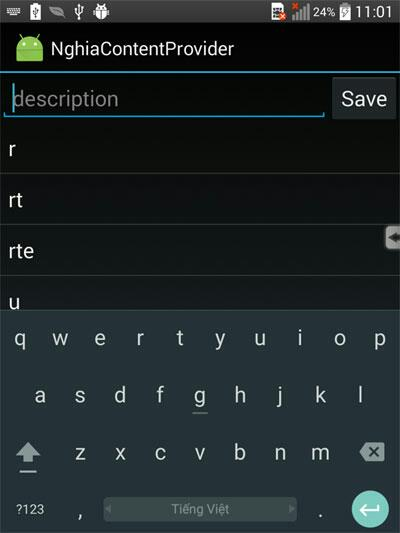 24% 11:01
NghiaContentProvider
description Save
r
rt
rte
u
q w e r t y u i o p
a s d f g h j k l
z x c v b n m
?123 , Tiếng Việt .